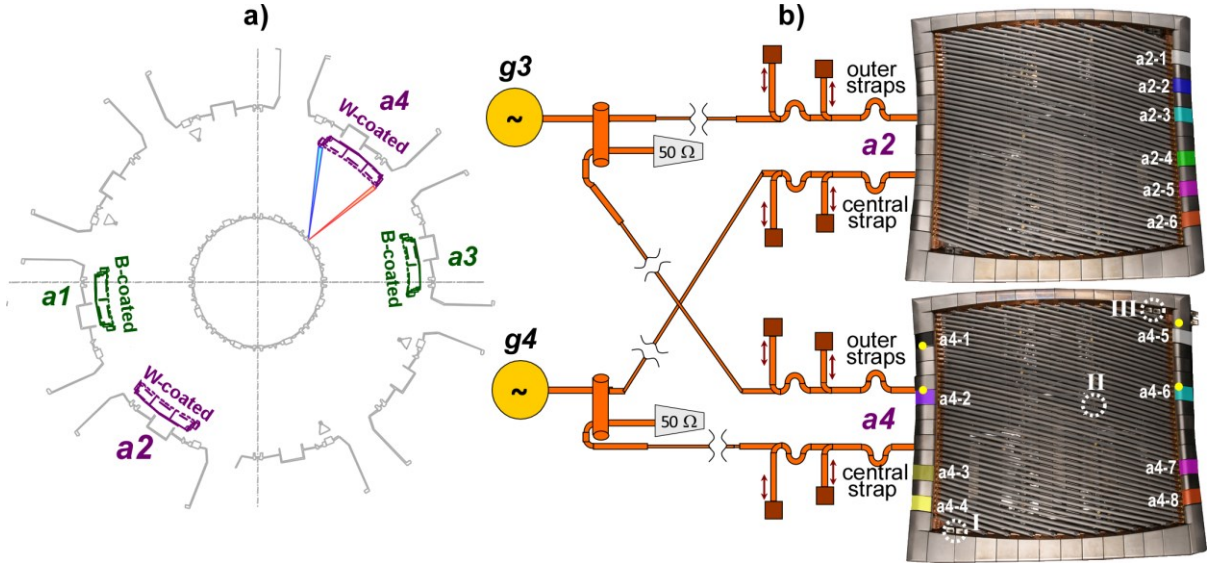 a)
a4
W-coated
a3
B-coated
a1
B-coated
a2
W-coated
b)
g3
~
50 Ω
outer
straps
a2
central
strap
g4
~
50 Ω
outer
straps
a4
central
strap
a2-1
a2-2
a2-3
a2-4
a2-5
a2-6
III
a4-1
a4-5
II
a4-2
a4-6
a4-3
a4-7
a4-4
a4-8
I